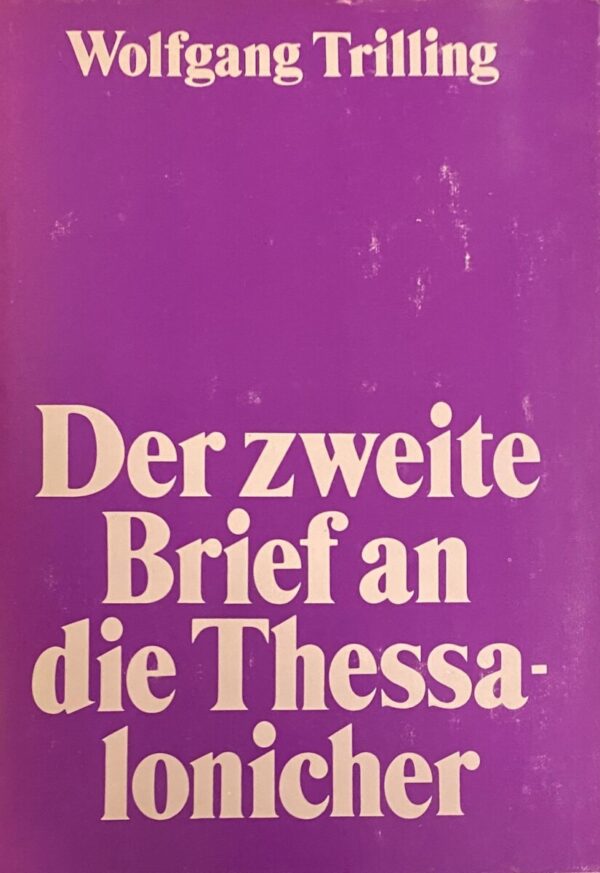 Wolfgang Trilling
Der zweite
Brief an
die Thessa-
lonicher